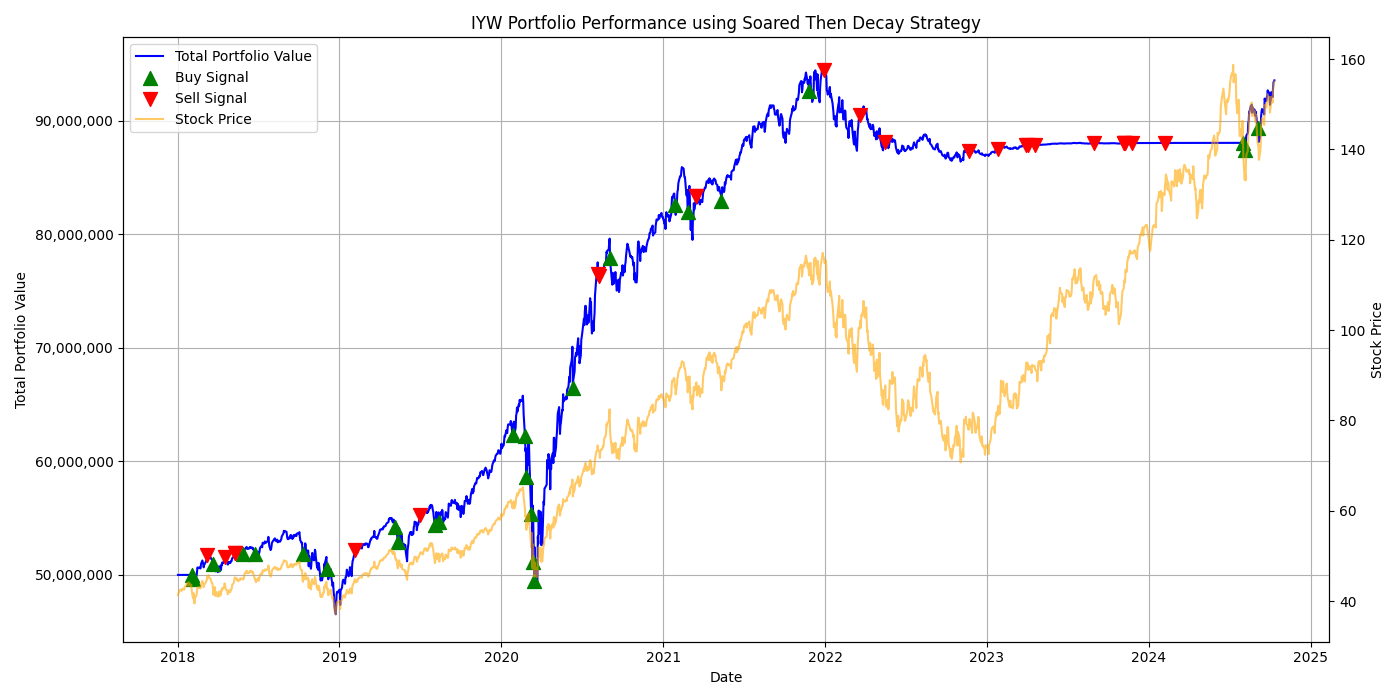 IYW Portfolio Performance using Soared Then Decay Strategy
Total Portfolio Value
Buy Signal
Sell Signal
Stock Price
90,000,000
80,000,000
70,000,000
60,000,000
50,000,000
Total Portfolio Value
160
140
120
100
80
60
40
Stock Price
2018
2019
2020
2021
2022
2023
2024
2025
Date